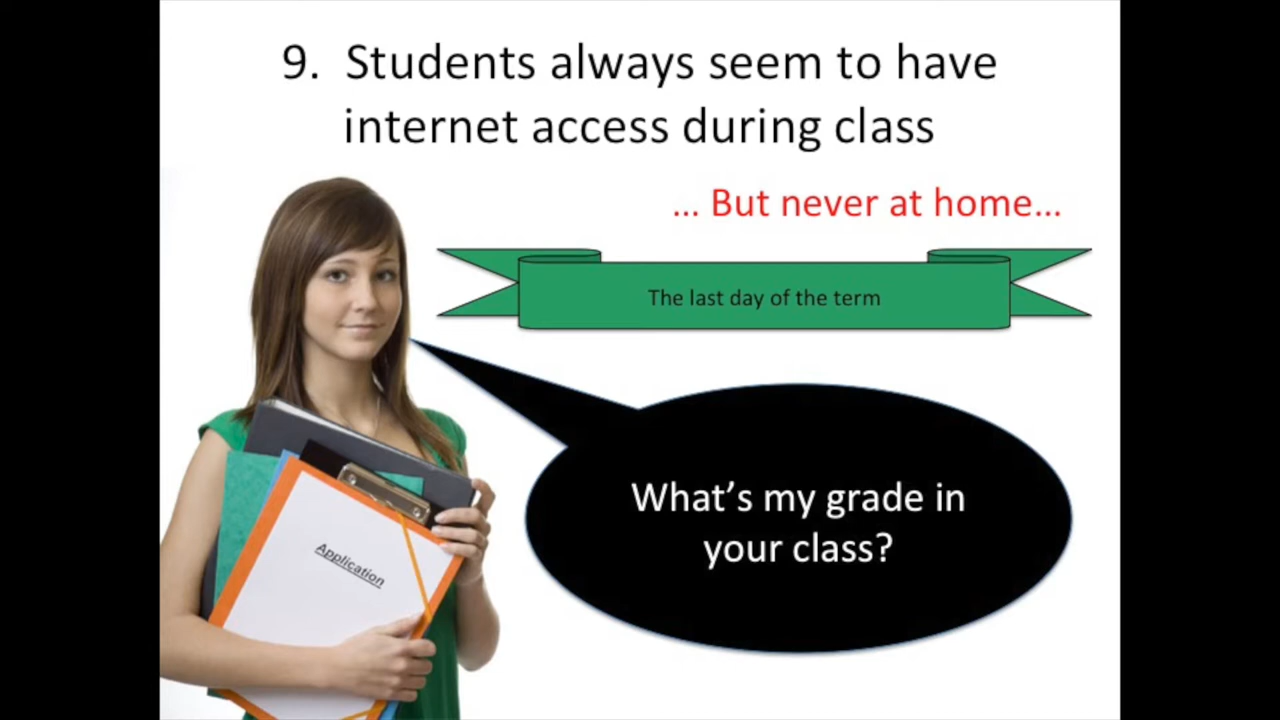 9. Students always seem to have
internet access during class
... But never at home...
The last day of the term
What's my grade in
your class?
Application